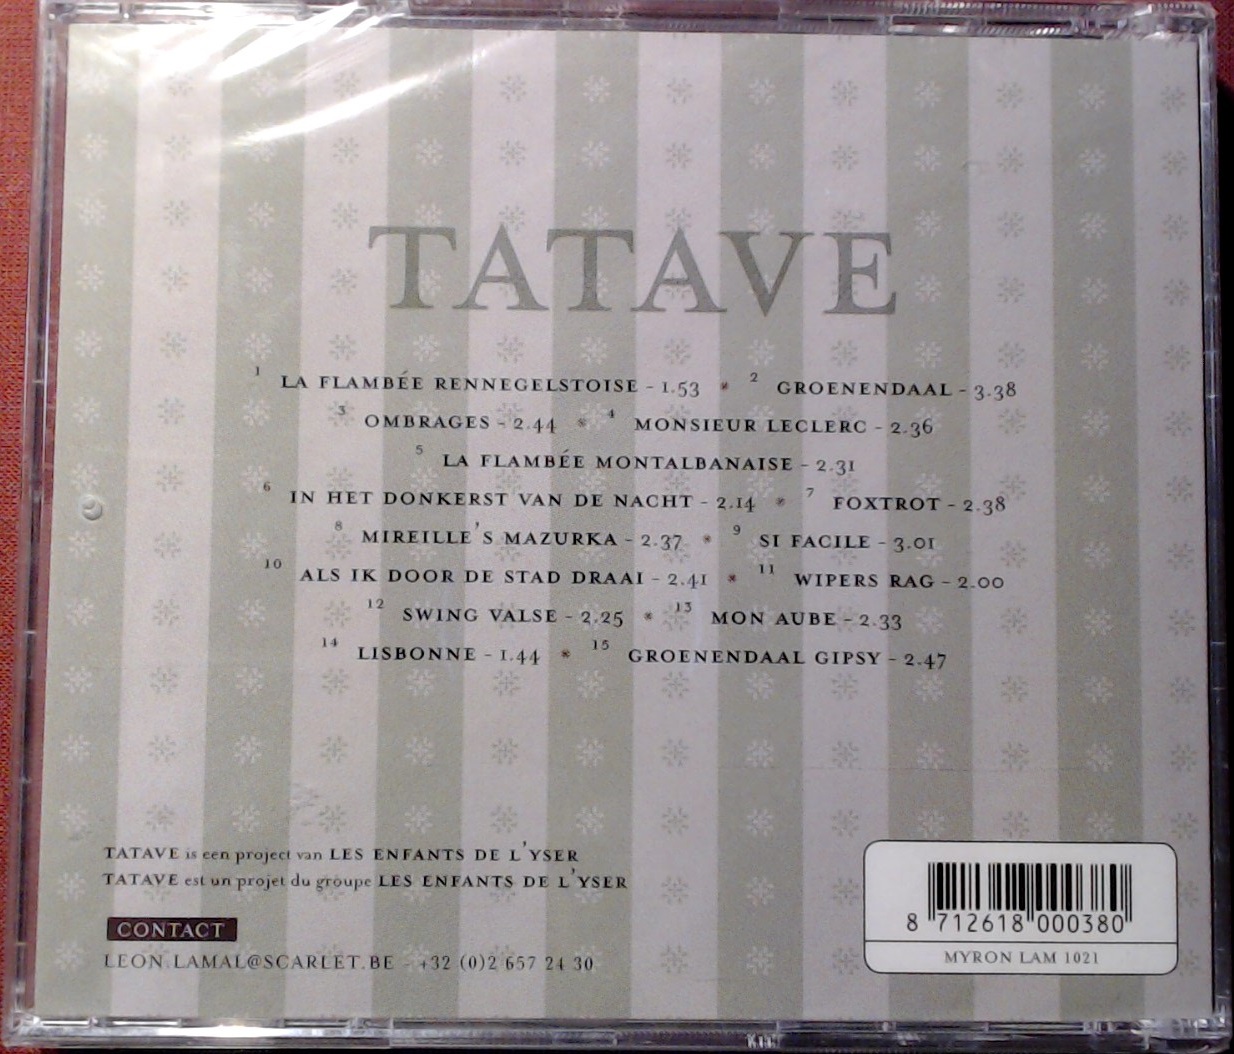 TATAVE
1 LA FLAMBÉE RENNEGELSTOISE - 1.53 * 2 GROENENDAAL - 3.38
3 OMBRAGES - 2.44 * 4 MONSIEUR LECLERC - 2.36
5 LA FLAMBÉE MONTALBANAISE - 2.31
6 IN HET DONKERST VAN DE NACHT - 2.14 * 7 FOXTROT - 2.38
8 MIREILLE'S MAZURKA - 2.37 * 9 SI FACILE - 3.01
10 ALS IK DOOR DE STAD DRAAI - 2.41 * 11 WIPERS RAG - 2.00
12 SWING VALSE - 2.25 * 13 MON AUBE - 2.33
14 LISBONNE - 1.44 * 15 GROENENDAAL GIPSY - 2.47
TATAVE is een project van LES ENFANTS DE L'YSER
TATAVE est un projet du groupe LES ENFANTS DE L'YSER
CONTACT
LEON.LAMAL@SCARLET.BE - +32 (0)2 657 24 30
8 712618 000380
MYRON LAM 1021